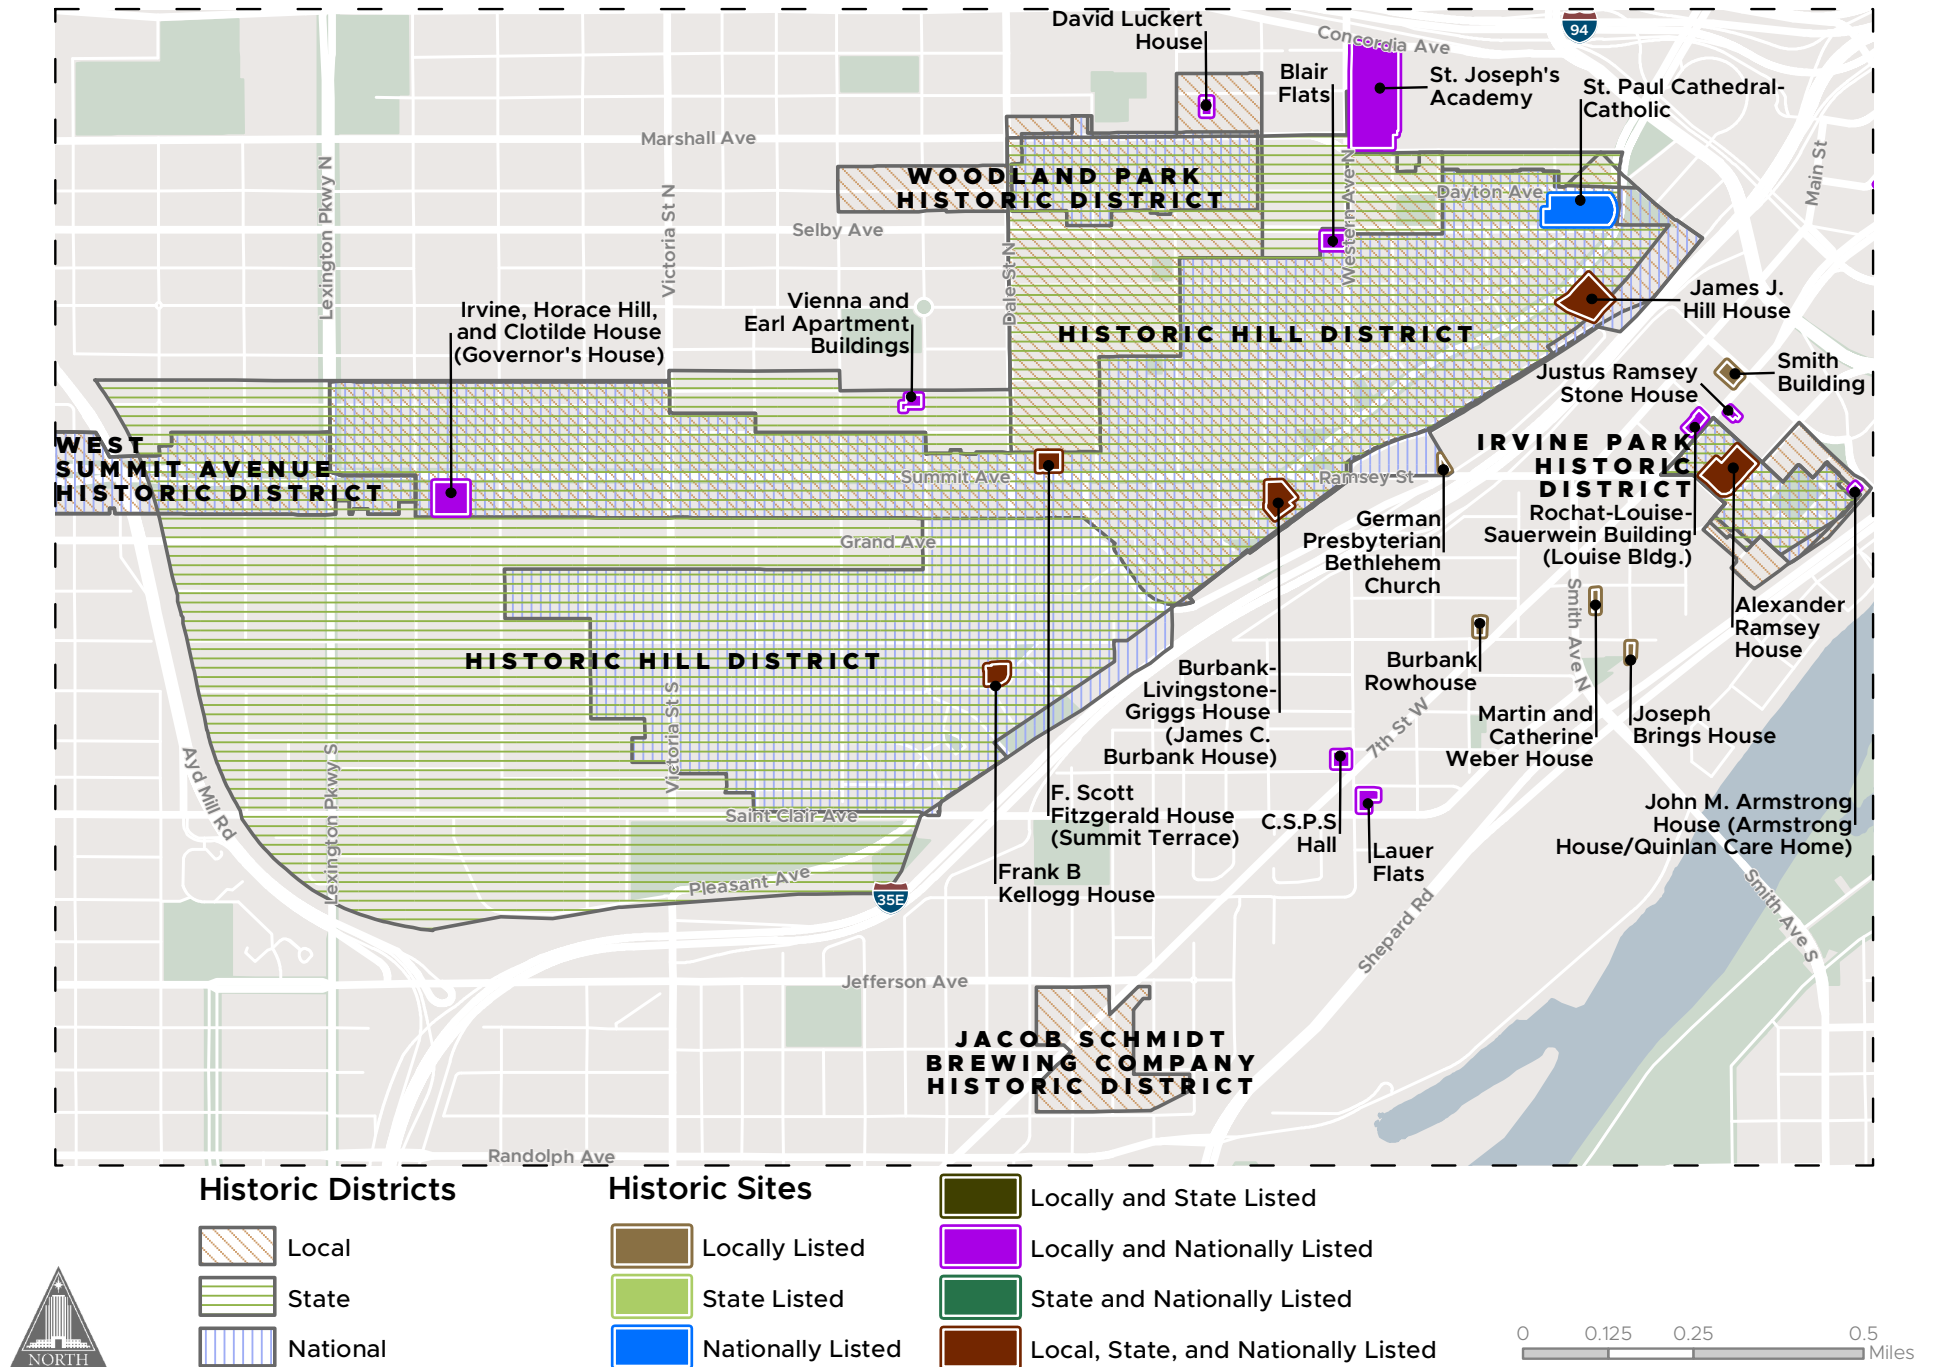 David Luckert
House
Concordia Ave
94
Blair
Flats
St. Joseph's
Academy
St. Paul Cathedral-
Catholic
Marshall Ave
Main St
Lexington Pkwy N
Victoria St N
WOODLAND PARK
HISTORIC DISTRICT
Western Ave N
Dayton Ave
Selby Ave
Dale St N
James J.
Hill House
Irvine, Horace Hill,
and Clotilde House
(Governor's House)
Vienna and
Earl Apartment
Buildings
HISTORIC HILL DISTRICT
Justus Ramsey
Stone House
Smith
Building
WEST
SUMMIT AVENUE
HISTORIC DISTRICT
Summit Ave
Ramsey St
IRVINE PARK
HISTORIC
DISTRICT
Rochat-Louise-
Sauerwein Building
(Louise Bldg.)
German
Presbyterian
Bethlehem
Church
Grand Ave
Smith Ave N
Alexander
Ramsey
House
HISTORIC HILL DISTRICT
Victoria St S
Burbank-
Livingstone-
Griggs House
(James C.
Burbank House)
Burbank
Rowhouse
7th St W
Martin and
Catherine
Weber House
Joseph
Brings House
Ayd Mill Rd
Lexington Pkwy S
Saint Clair Ave
F. Scott
Fitzgerald House
(Summit Terrace)
C.S.P.S
Hall
Lauer
Flats
John M. Armstrong
House (Armstrong
House/Quinlan Care Home)
Pleasant Ave
35E
Frank B
Kellogg House
Shepard Rd
Smith Ave S
Jefferson Ave
JACOB SCHMIDT
BREWING COMPANY
HISTORIC DISTRICT
Randolph Ave
Historic Districts
Local
State
National
Historic Sites
Locally Listed
State Listed
Nationally Listed
Locally and State Listed
Locally and Nationally Listed
State and Nationally Listed
Local, State, and Nationally Listed
0 0.125 0.25 0.5
Miles
NORTH